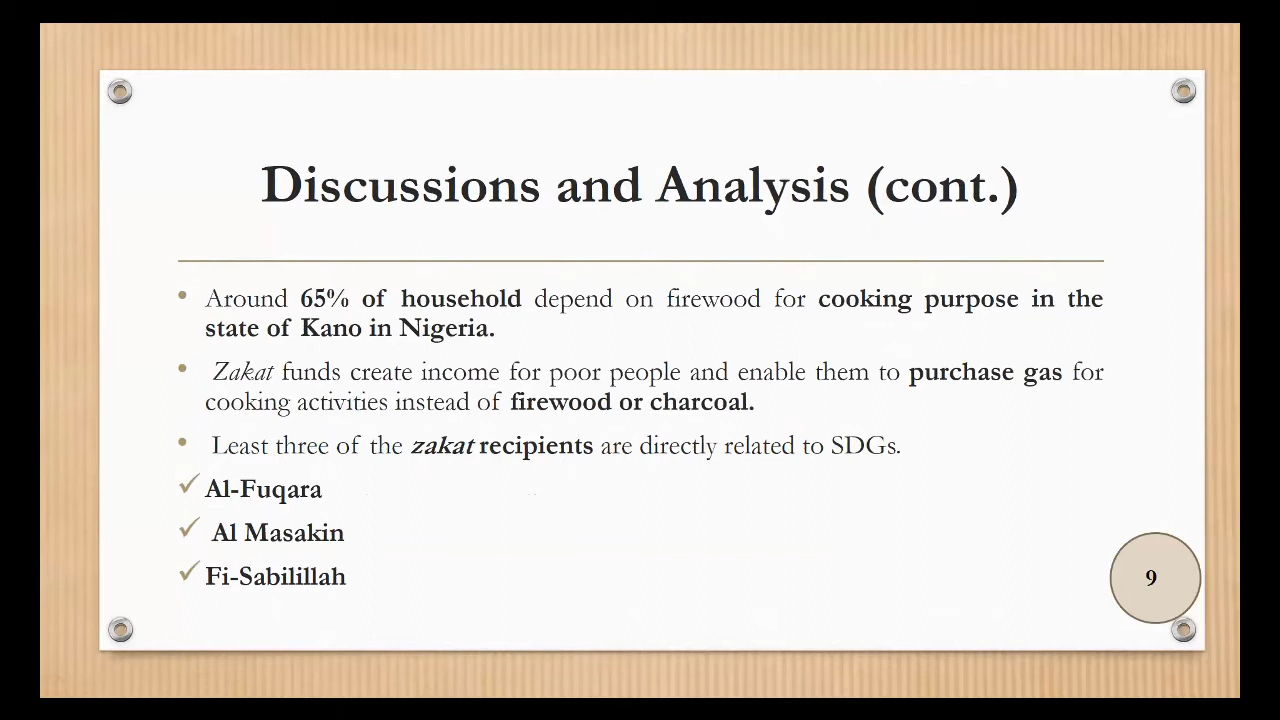 Discussions and Analysis (cont.)
• Around 65% of household depend on firewood for cooking purpose in the
state of Kano in Nigeria.
• Zakat funds create income for poor people and enable them to purchase gas for
cooking activities instead of firewood or charcoal.
• Least three of the zakat recipients are directly related to SDGs.
✓ Al-Fuqara
✓ Al Masakin
✓ Fi-Sabilillah
9